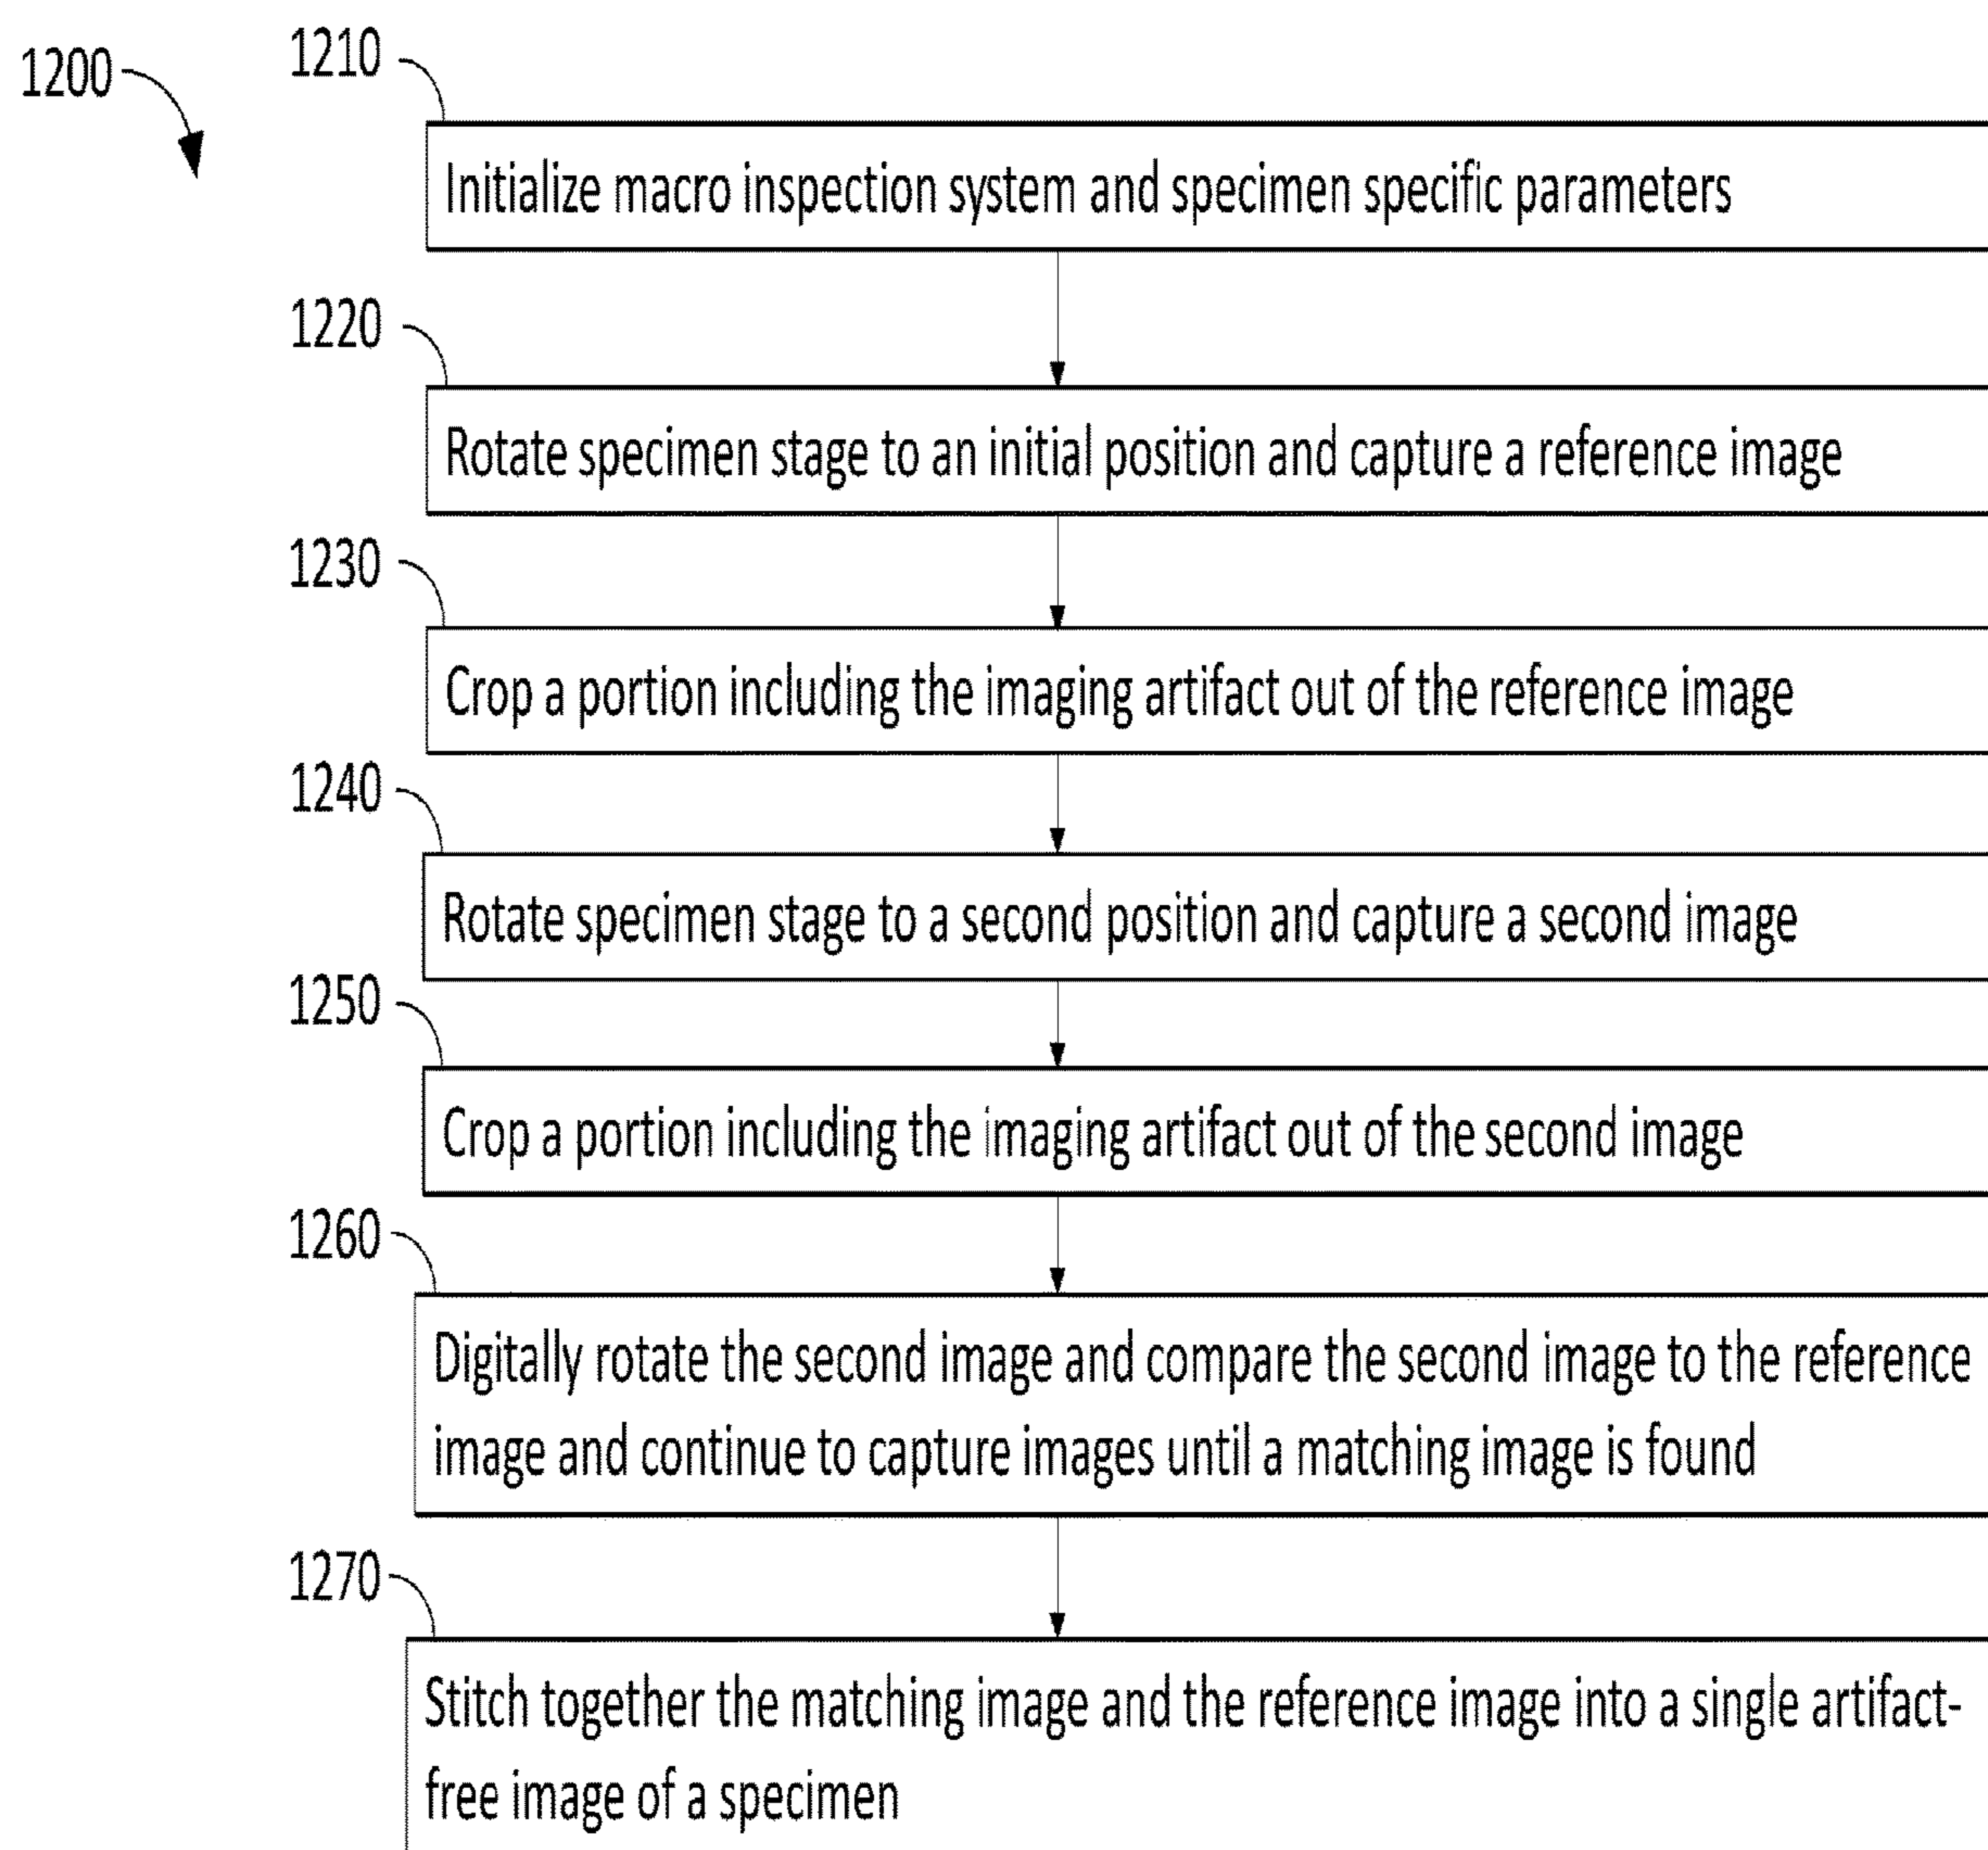 1200
1210
Initialize macro inspection system and specimen specific parameters
1220
Rotate specimen stage to an initial position and capture a reference image
1230
Crop a portion including the imaging artifact out of the reference image
1240
Rotate specimen stage to a second position and capture a second image
1250
Crop a portion including the imaging artifact out of the second image
1260
Digitally rotate the second image and compare the second image to the reference
image and continue to capture images until a matching image is found
1270
Stitch together the matching image and the reference image into a single artifact-
free image of a specimen